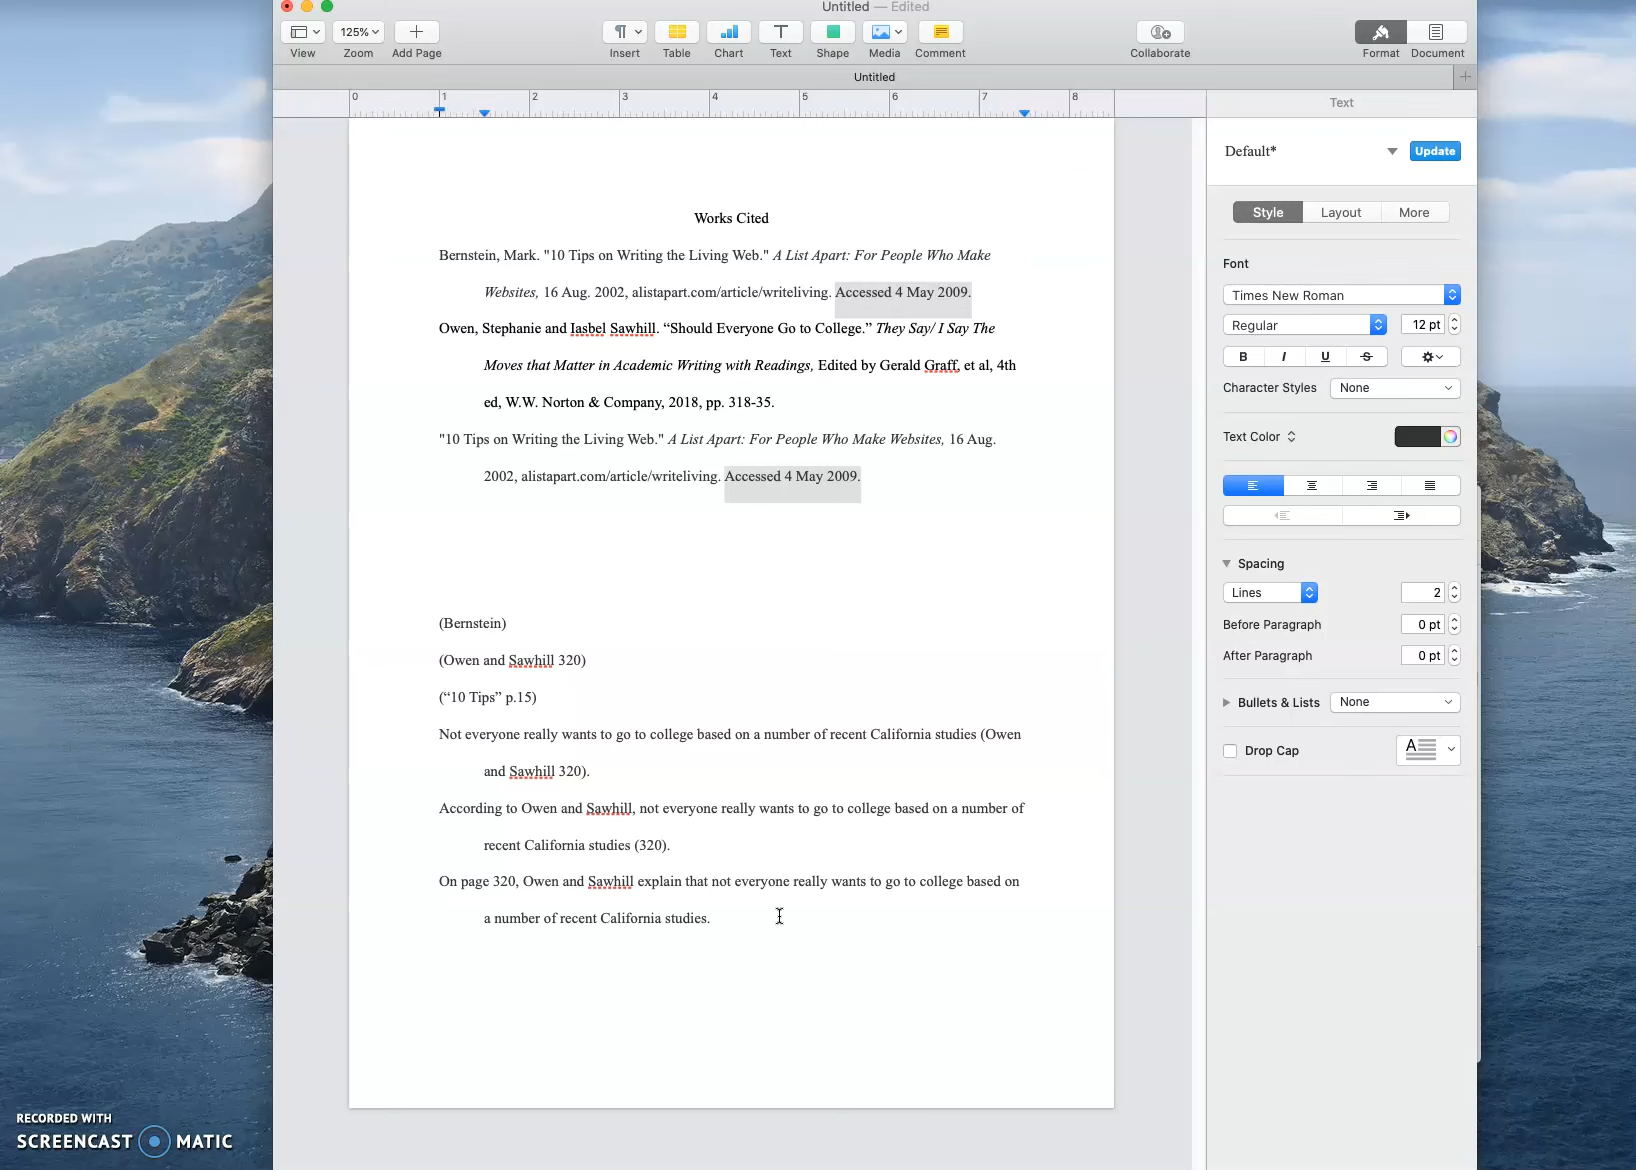 Untitled — Edited
125%
View
Zoom
Add Page
Insert
Table
Chart
Text
Shape
Media
Comment
Collaborate
Format
Document
Untitled
0 1 2 3 4 5 6 7 8
Text
Default*
Update
Works Cited
Bernstein, Mark. "10 Tips on Writing the Living Web." A List Apart: For People Who Make
Websites, 16 Aug. 2002, alistapart.com/article/writeliving. Accessed 4 May 2009.
Owen, Stephanie and Iasbel Sawhill. “Should Everyone Go to College.” They Say/ I Say The
Moves that Matter in Academic Writing with Readings, Edited by Gerald Graff, et al, 4th
ed, W.W. Norton & Company, 2018, pp. 318-35.
"10 Tips on Writing the Living Web." A List Apart: For People Who Make Websites, 16 Aug.
2002, alistapart.com/article/writeliving. Accessed 4 May 2009.
(Bernstein)
(Owen and Sawhill 320)
(“10 Tips” p.15)
Not everyone really wants to go to college based on a number of recent California studies (Owen
and Sawhill 320).
According to Owen and Sawhill, not everyone really wants to go to college based on a number of
recent California studies (320).
On page 320, Owen and Sawhill explain that not everyone really wants to go to college based on
a number of recent California studies.
Style
Layout
More
Font
Times New Roman
Regular
12 pt
B I U S
Character Styles
None
Text Color
Spacing
Lines
2
Before Paragraph
0 pt
After Paragraph
0 pt
Bullets & Lists
None
Drop Cap
A
RECORDED WITH
SCREENCAST MATIC